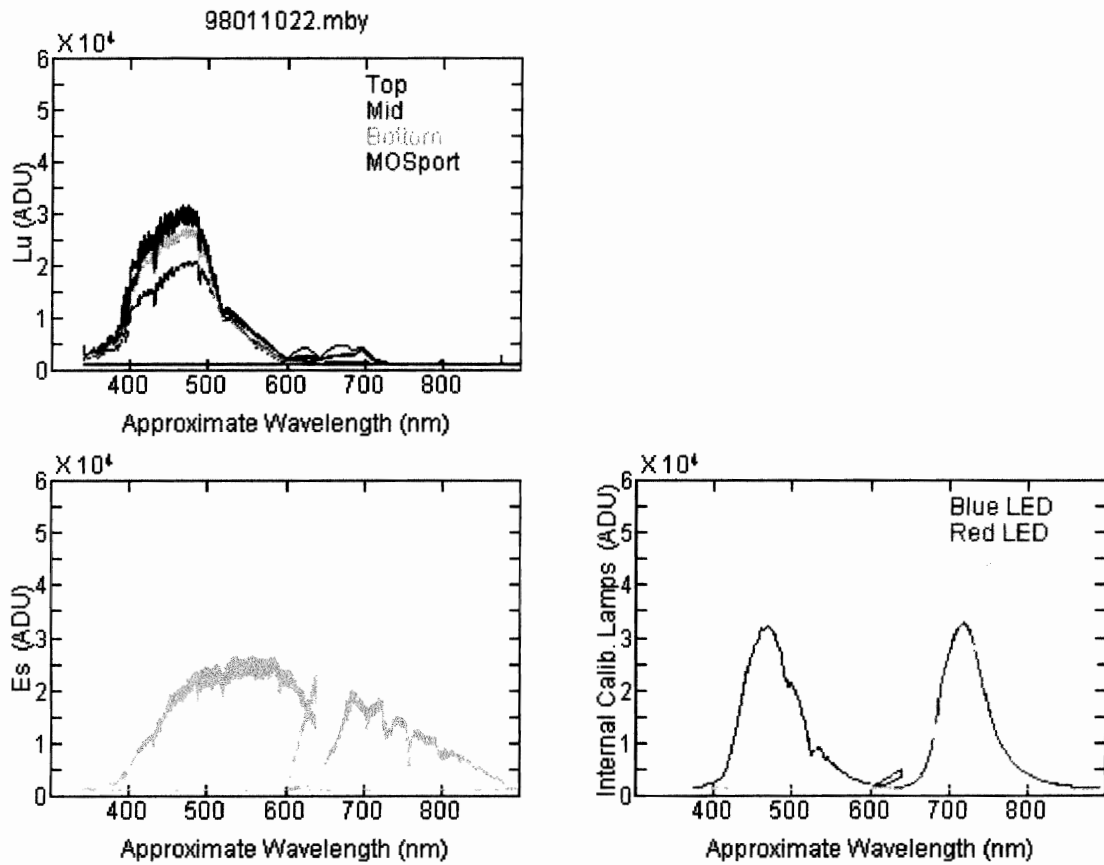 98011022.mby
X 10⁴
6
5
4
3
2
1
0
Lu (ADU)
Top
Mid
Bottom
MOSport
400 500 600 700 800
Approximate Wavelength (nm)
X 10⁴
6
5
4
3
2
1
0
Es (ADU)
400 500 600 700 800
Approximate Wavelength (nm)
X 10⁴
6
5
4
3
2
1
0
Internal Calib. Lamps (ADU)
Blue LED
Red LED
400 500 600 700 800
Approximate Wavelength (nm)